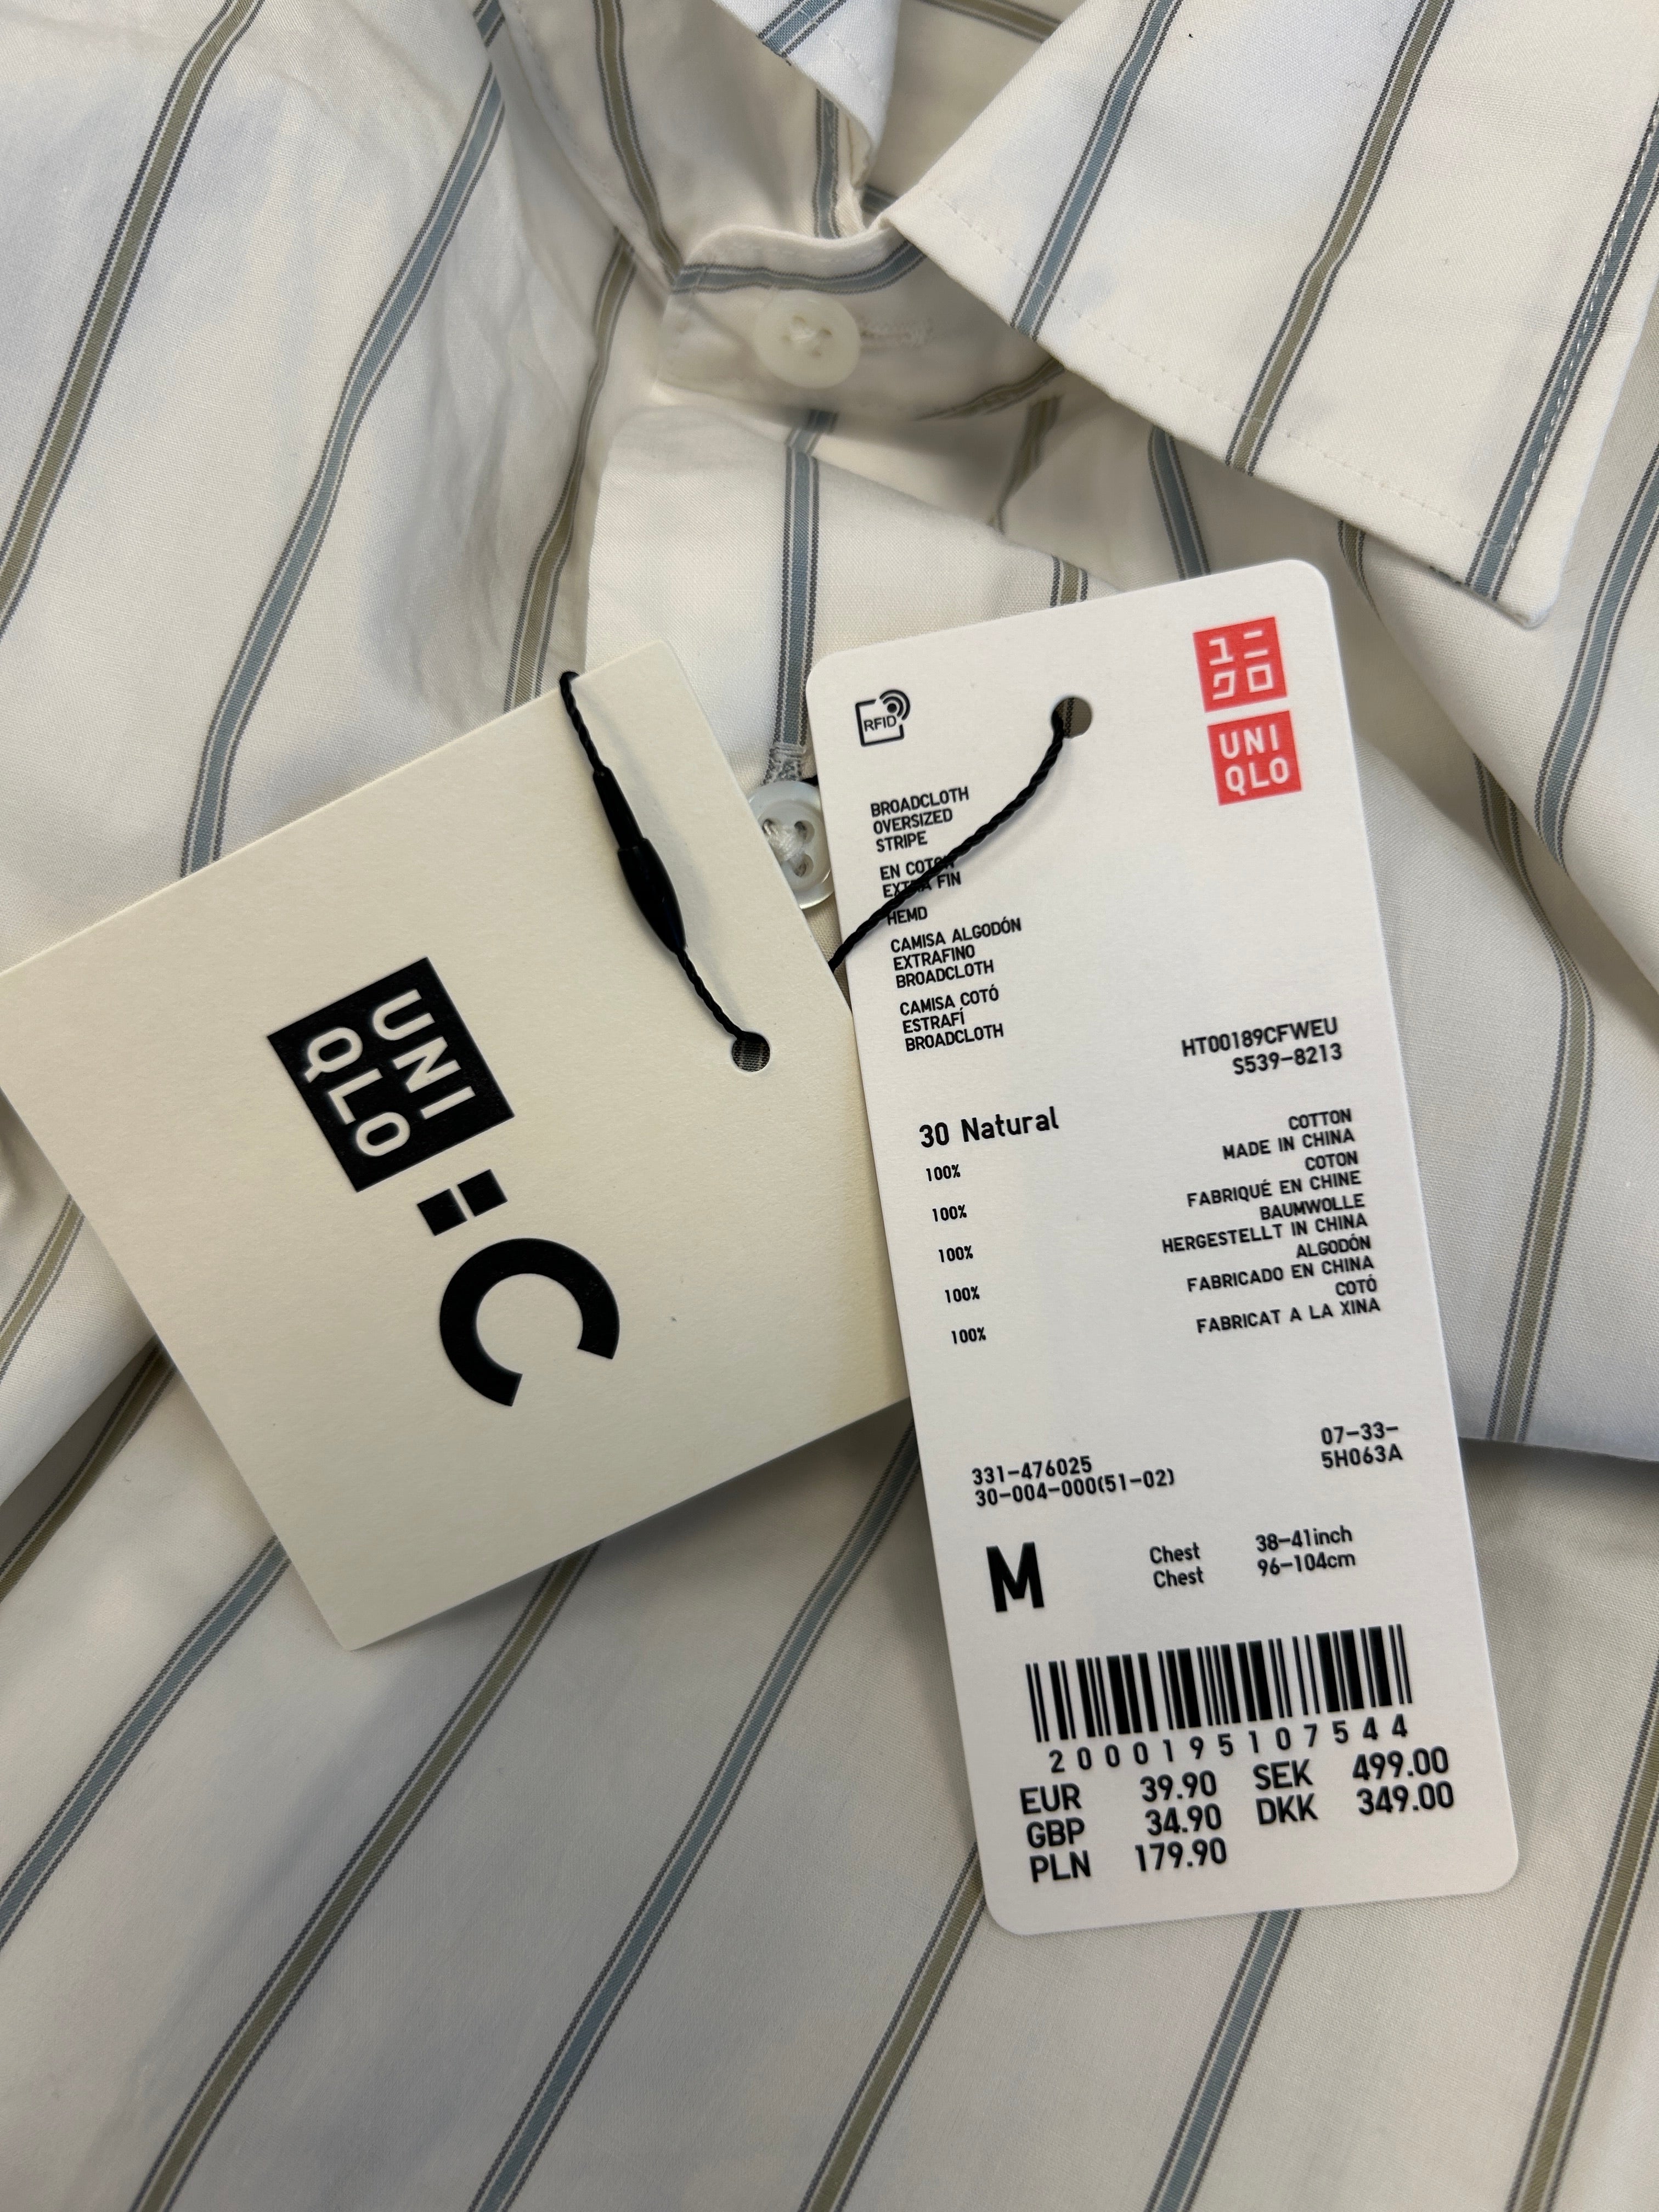 UNI
QLO
: C
RFID
ユニ
クロ
UNI
QLO
BROADCLOTH
OVERSIZED
STRIPE
EN COTON
EXTRA FIN
HEMD
CAMISA ALGODÓN
EXTRAFINO
BROADCLOTH
CAMISA COTÓ
ESTRAFÍ
BROADCLOTH
HT00189CFWEU
S539-8213
30 Natural
COTTON
100%
MADE IN CHINA
COTON
100%
FABRIQUÉ EN CHINE
BAUMWOLLE
100%
HERGESTELLT IN CHINA
ALGODÓN
100%
FABRICADO EN CHINA
COTÓ
100%
FABRICAT A LA XINA
331-476025
30-004-000(51-02)
07-33-
5H063A
M
Chest 38-41inch
Chest 96-104cm
2000195107544
EUR 39.90 SEK 499.00
GBP 34.90 DKK 349.00
PLN 179.90